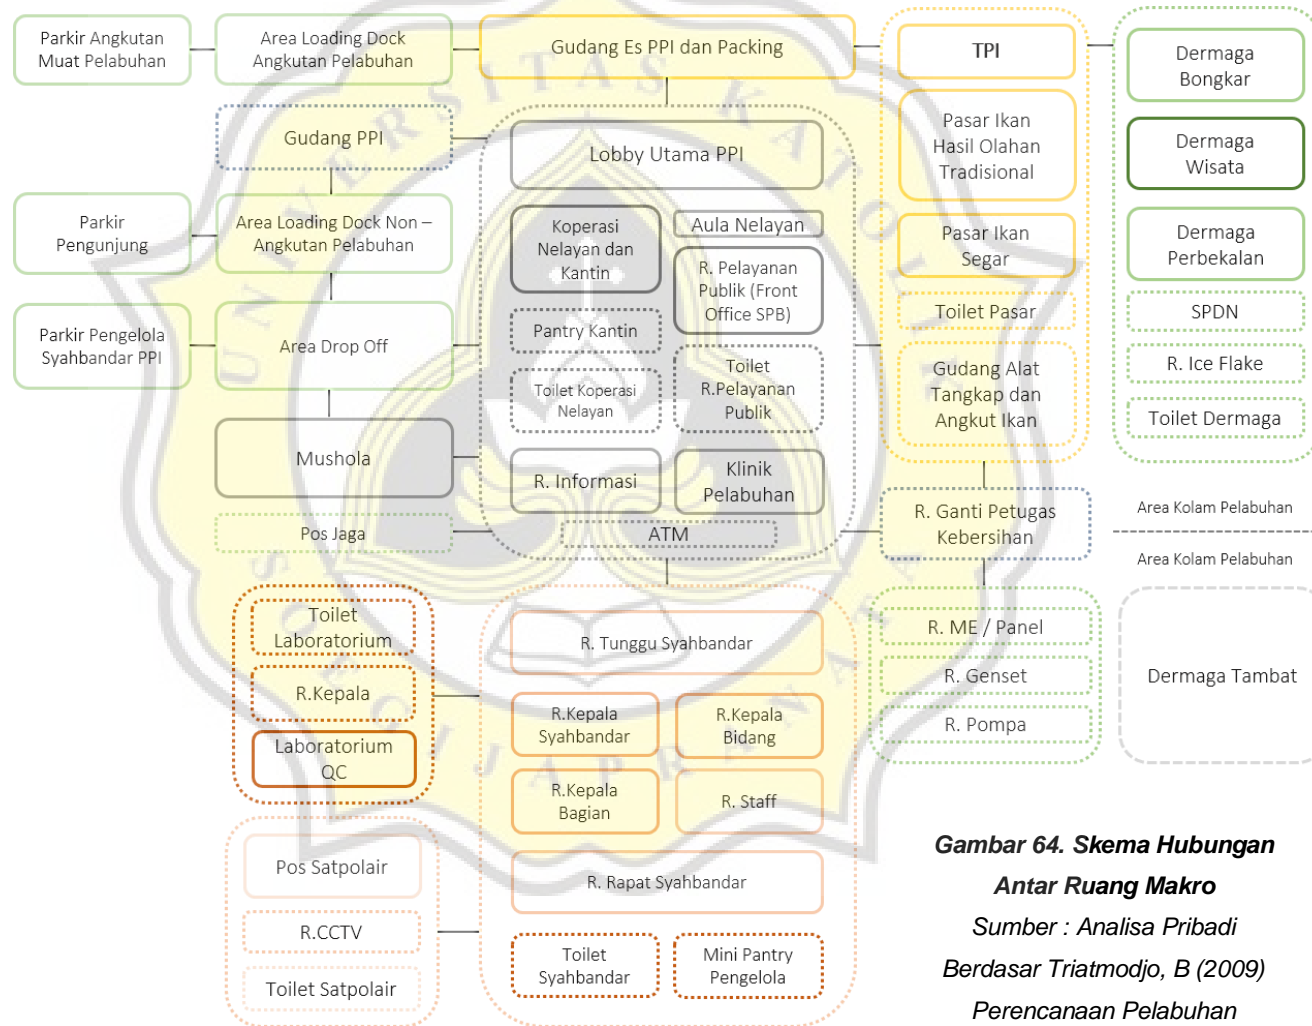 Parkir Angkutan
Muat Pelabuhan
Area Loading Dock
Angkutan Pelabuhan
Gudang Es PPI dan Packing
TPI
Dermaga
Bongkar
Gudang PPI
Lobby Utama PPI
Pasar Ikan
Hasil Olahan
Tradisional
Dermaga
Wisata
Parkir
Pengunjung
Area Loading Dock Non –
Angkutan Pelabuhan
Koperasi
Nelayan dan
Kantin
Aula Nelayan
R. Pelayanan
Publik (Front
Office SPB)
Pasar Ikan
Segar
Dermaga
Perbekalan
Parkir Pengelola
Syahbandar PPI
Area Drop Off
Pantry Kantin
Toilet Koperasi
Nelayan
Toilet
R.Pelayanan
Publik
Toilet Pasar
Gudang Alat
Tangkap dan
Angkut Ikan
SPDN
R. Ice Flake
Toilet Dermaga
Mushola
R. Informasi
Klinik
Pelabuhan
Pos Jaga
ATM
R. Ganti Petugas
Kebersihan
Area Kolam Pelabuhan
Area Kolam Pelabuhan
Toilet
Laboratorium
R.Kepala
Laboratorium
QC
R. Tunggu Syahbandar
R.Kepala
Syahbandar
R.Kepala
Bidang
R.Kepala
Bagian
R. Staff
R. ME / Panel
R. Genset
R. Pompa
Dermaga Tambat
Pos Satpolair
R.CCTV
Toilet Satpolair
R. Rapat Syahbandar
Toilet
Syahbandar
Mini Pantry
Pengelola
Gambar 64. Skema Hubungan
Antar Ruang Makro
Sumber : Analisa Pribadi
Berdasar Triatmodjo, B (2009)
Perencanaan Pelabuhan
UNIVERSITAS KATOLIK
SOEGIJAPRANATA